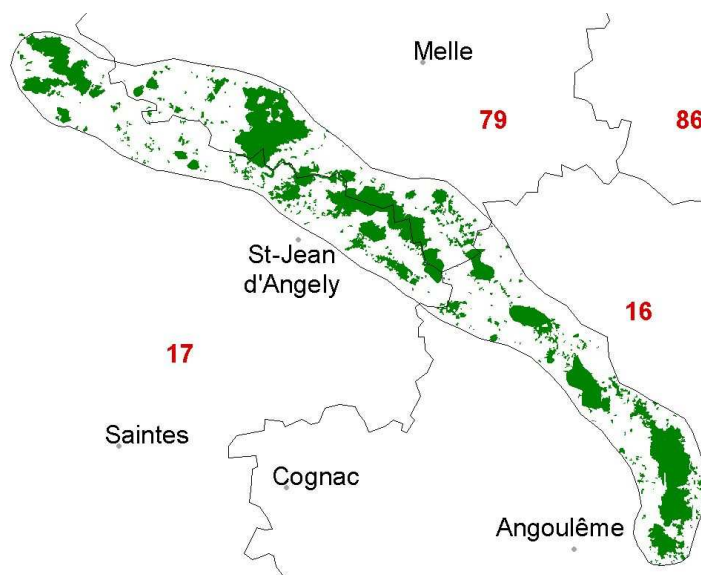 Melle
79
86
St-Jean
d'Angely
16
17
Saintes
Cognac
Angoulême